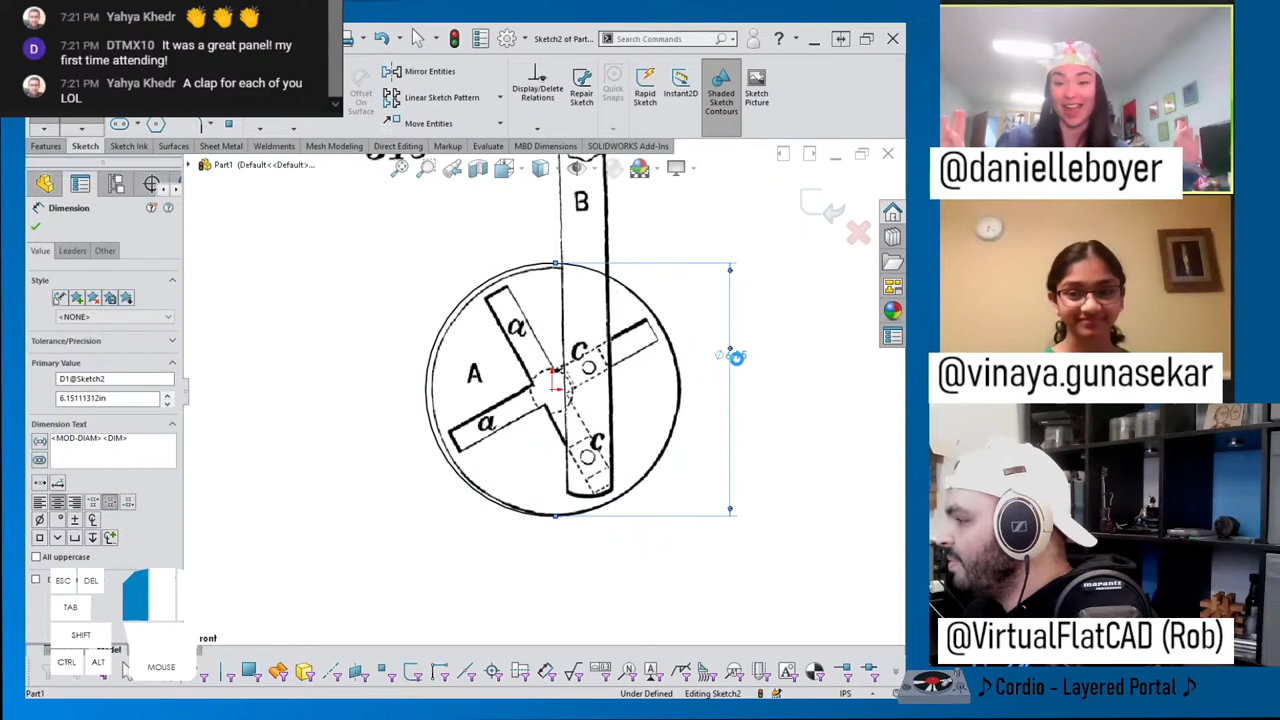 7:21 PM Yahya Khedr 👏 👏 👏
D 7:21 PM DTMX10 It was a great panel! my
first time attending!
7:21 PM Yahya Khedr A clap for each of you
LOL
Sketch2 of Part...
Search Commands
Offset
On
Surface
Mirror Entities
Linear Sketch Pattern
Move Entities
Display/Delete
Relations
Repair
Sketch
Quick
Snaps
Rapid
Sketch
Instant2D
Shaded
Sketch
Contours
Sketch
Picture
Features
Sketch
Sketch Ink
Surfaces
Sheet Metal
Weldments
Mesh Modeling
Direct Editing
Markup
Evaluate
MBD Dimensions
SOLIDWORKS Add-Ins
Part1 (Default<<Default>...
Dimension
Value
Leaders
Other
Style
<NONE>
Tolerance/Precision
Primary Value
D1@Sketch2
6.15111312in
Dimension Text
<MOD-DIAM> <DIM>
All uppercase
B
a
A
C
a
C
ESC
DEL
TAB
SHIFT
CTRL
ALT
MOUSE
Part1
Under Defined
Editing Sketch2
IPS
@danielleboyer
@vinaya.gunasekar
marantz
PROFESSIONAL
@VirtualFlatCAD (Rob)
♪ Cordio - Layered Portal ♪